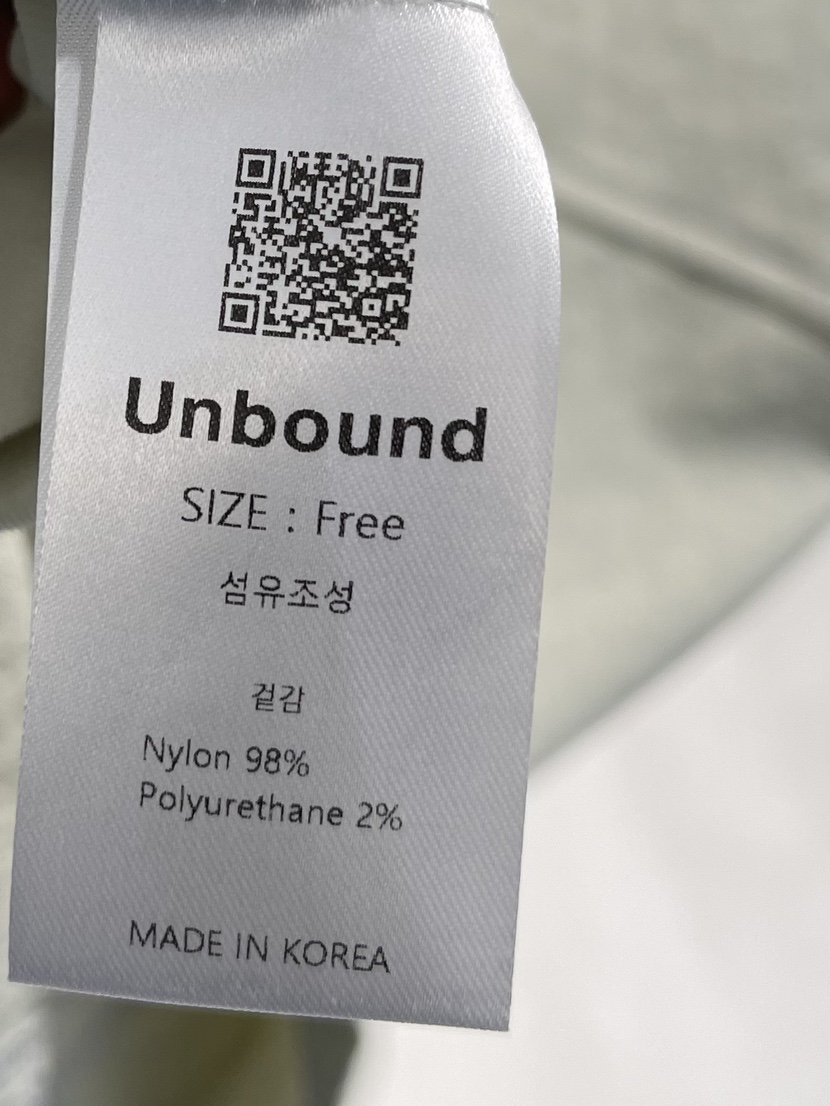 Unbound
SIZE : Free
섬유조성
겉감
Nylon 98%
Polyurethane 2%
MADE IN KOREA